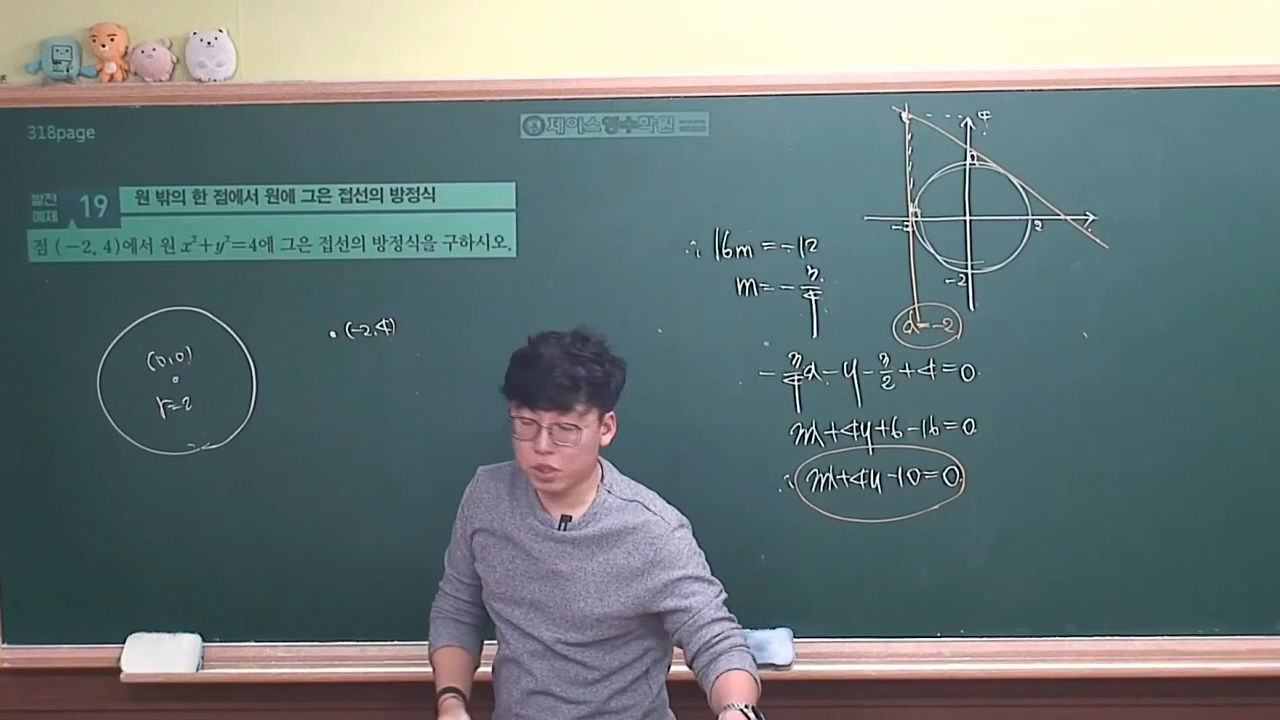 318page
제이스영수학원
발전
예제
19
원 밖의 한 점에서 원에 그은 접선의 방정식
점 (−2, 4)에서 원 x²+y²=4에 그은 접선의 방정식을 구하시오.
(0,0)
r=2
(-2,4)
∴ 16m = -12
m = - 3/4
4
2
-2
2
-2
x=-2
- 3/4 x - y - 3/2 + 4 = 0
3x+4y+6-16=0
∴ 3x+4y-10=0